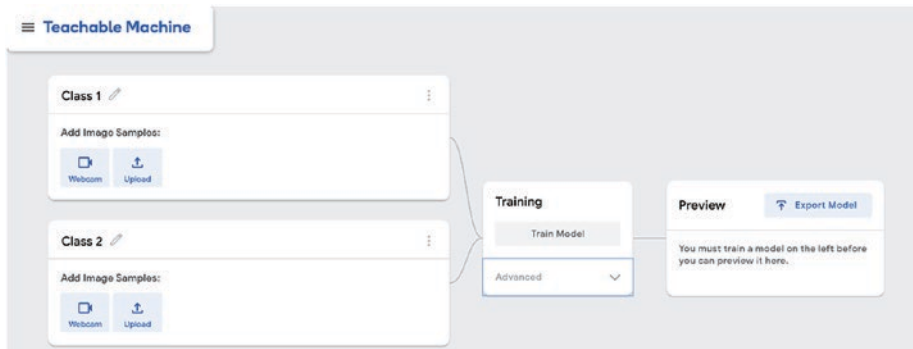 Teachable Machine
Class 1
Add Image Samples:
Webcam Upload
Class 2
Add Image Samples:
Webcam Upload
Training
Train Model
Advanced
Preview
Export Model
You must train a model on the left before
you can preview it here.